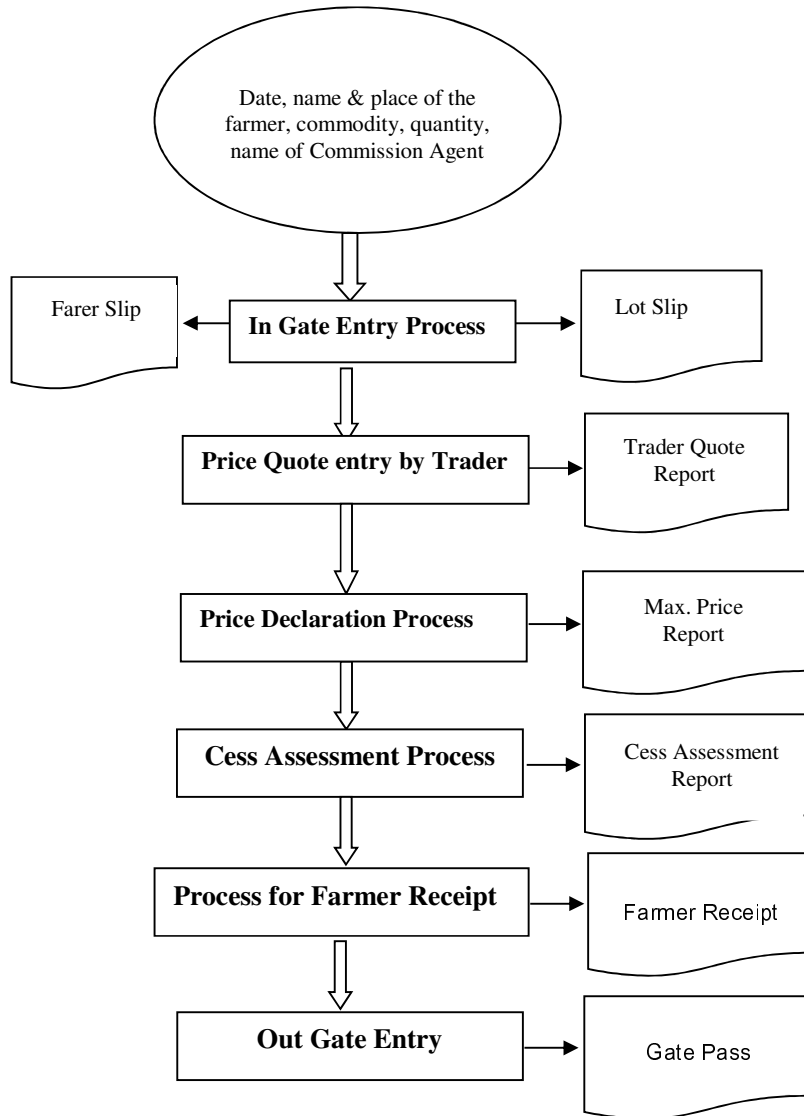 Date, name & place of the
farmer, commodity, quantity,
name of Commission Agent
Farer Slip
In Gate Entry Process
Lot Slip
Price Quote entry by Trader
Trader Quote
Report
Price Declaration Process
Max. Price
Report
Cess Assessment Process
Cess Assessment
Report
Process for Farmer Receipt
Farmer Receipt
Out Gate Entry
Gate Pass